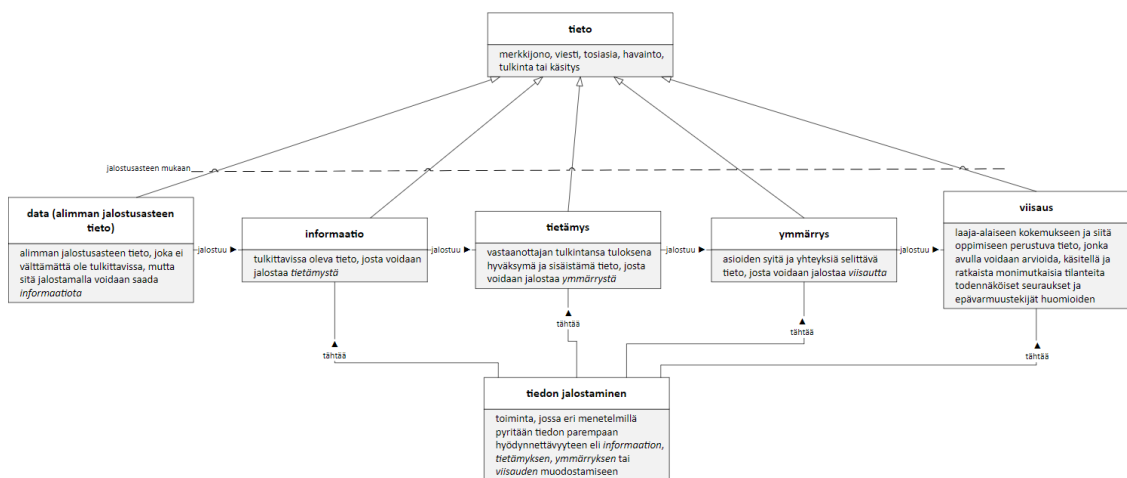 tieto
merkkijono, viesti, tosiasia, havainto,
tulkinta tai käsitys
jalostusasteen mukaan
data (alimman jalostusasteen
tieto)
alimman jalostusasteen tieto, joka ei
välttämättä ole tulkittavissa, mutta
sitä jalostamalla voidaan saada
informaatiota
jalostuu ►
informaatio
tulkittavissa oleva tieto, josta voidaan
jalostaa tietämystä
jalostuu ►
tietämys
vastaanottajan tulkintansa tuloksena
hyväksymä ja sisäistämä tieto, josta
voidaan jalostaa ymmärrystä
jalostuu ►
ymmärrys
asioiden syitä ja yhteyksiä selittävä
tieto, josta voidaan jalostaa viisautta
jalostuu ►
viisaus
laaja-alaiseen kokemukseen ja siitä
oppimiseen perustuva tieto, jonka
avulla voidaan arvioida, käsitellä ja
ratkaista monimutkaisia tilanteita
todennäköiset seuraukset ja
epävarmuustekijät huomioiden
▲
tähtää
▲
tähtää
▲
tähtää
▲
tähtää
tiedon jalostaminen
toiminta, jossa eri menetelmillä
pyritään tiedon parempaan
hyödynnettävyyteen eli informaation,
tietämyksen, ymmärryksen tai
viisauden muodostamiseen